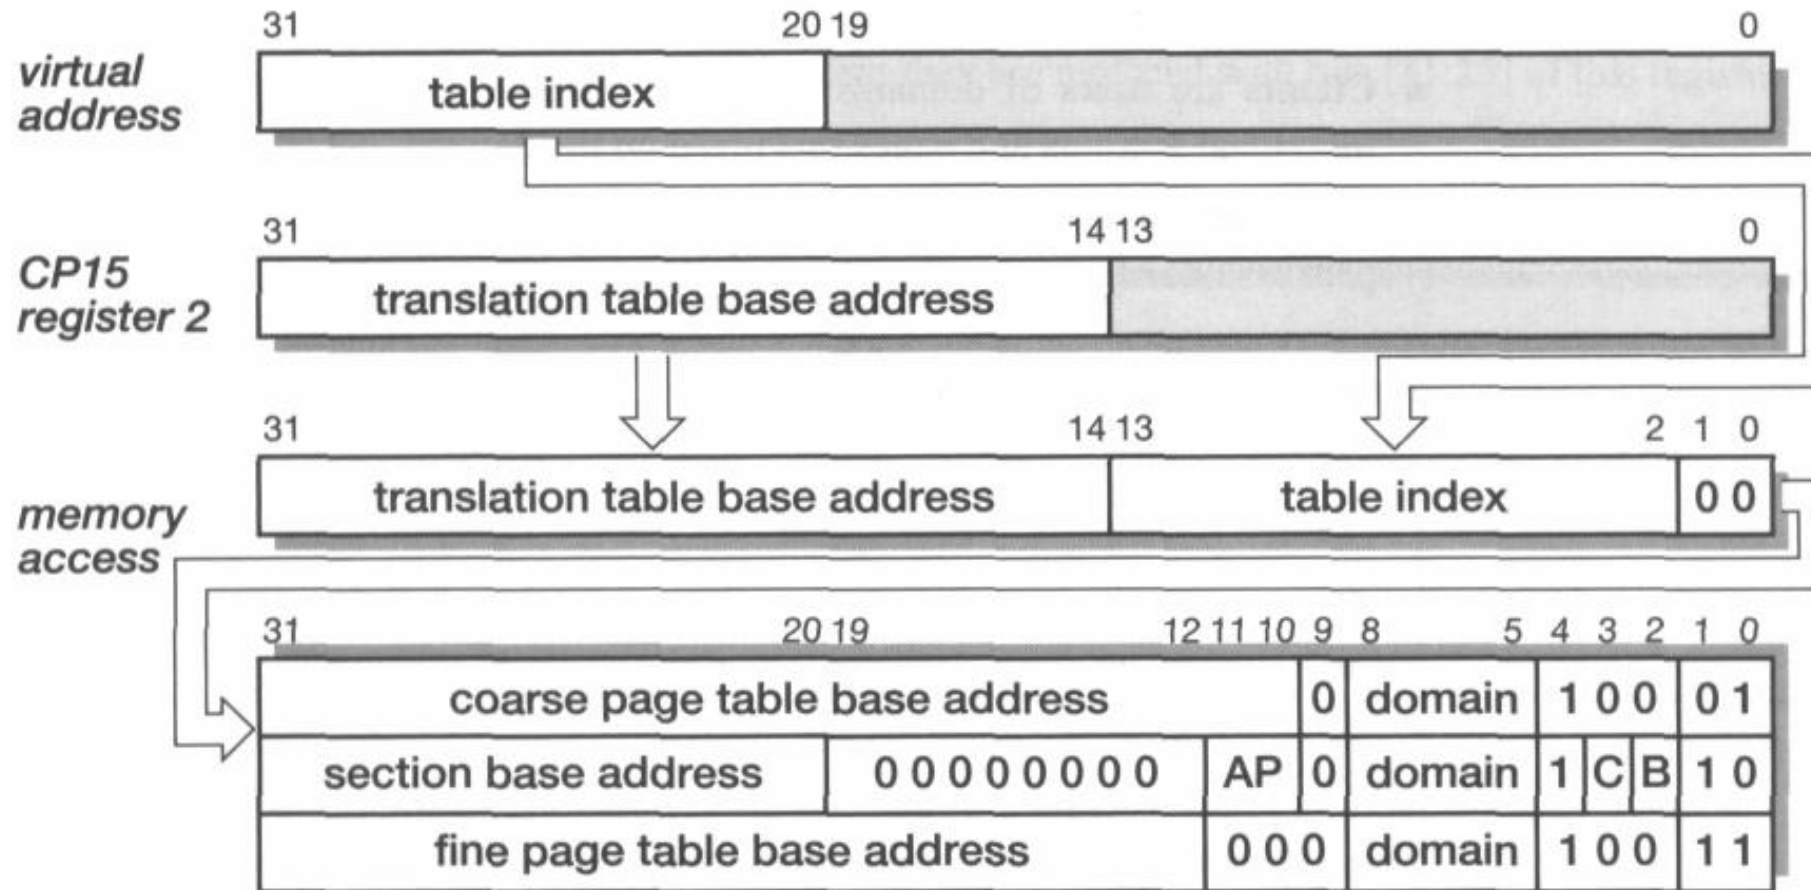 31 20 19 0
virtual address
table index
31 14 13 0
CP15 register 2
translation table base address
31 14 13 2 1 0
memory access
translation table base address table index 0 0
31 20 19 12 11 10 9 8 5 4 3 2 1 0
coarse page table base address 0 domain 1 0 0 0 1
section base address 0 0 0 0 0 0 0 0 AP 0 domain 1 C B 1 0
fine page table base address 0 0 0 domain 1 0 0 1 1